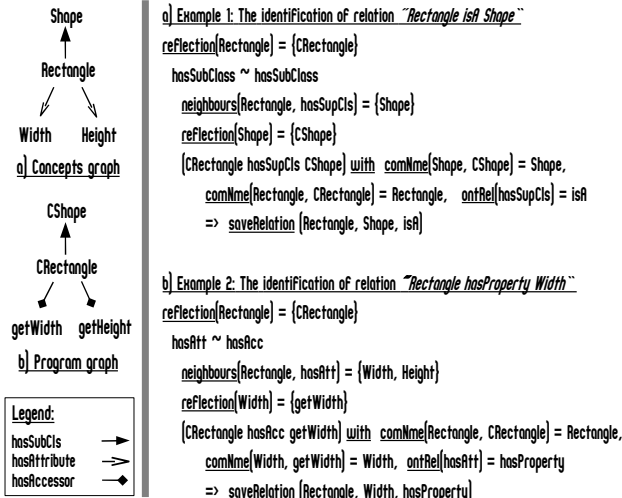 Shape
Rectangle
Width Height
a) Concepts graph
CShape
CRectangle
getWidth getHeight
b) Program graph
Legend:
hasSubCls
hasAttribute
hasAccessor
a) Example 1: The identification of relation ˝Rectangle isA Shape``
reflection(Rectangle) = {CRectangle}
hasSubClass ~ hasSubClass
neighbours(Rectangle, hasSupCls) = {Shape}
reflection(Shape) = {CShape}
(CRectangle hasSupCls CShape) with comNme(Shape, CShape) = Shape,
comNme(Rectangle, CRectangle) = Rectangle, ontRel(hasSupCls) = isA
=> saveRelation (Rectangle, Shape, isA)
b) Example 2: The identification of relation ˝Rectangle hasProperty Width``
reflection(Rectangle) = {CRectangle}
hasAtt ~ hasAcc
neighbours(Rectangle, hasAtt) = {Width, Height}
reflection(Width) = {getWidth}
(CRectangle hasAcc getWidth) with comNme(Rectangle, CRectangle) = Rectangle,
comNme(Width, getWidth) = Width, ontRel(hasAtt) = hasProperty
=> saveRelation (Rectangle, Width, hasProperty)